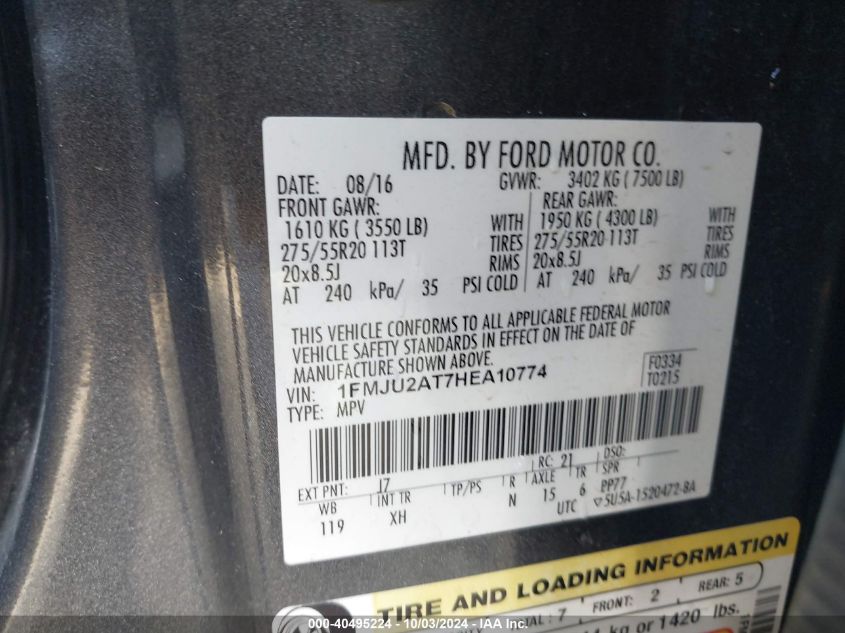 MFD. BY FORD MOTOR CO.
DATE: 08/16 GVWR: 3402 KG ( 7500 LB)
FRONT GAWR: REAR GAWR:
1610 KG ( 3550 LB) WITH 1950 KG ( 4300 LB) WITH
275/55R20 113T TIRES 275/55R20 113T TIRES
20x8.5J RIMS 20x8.5J RIMS
AT 240 kPa/ 35 PSI COLD AT 240 kPa/ 35 PSI COLD
THIS VEHICLE CONFORMS TO ALL APPLICABLE FEDERAL MOTOR
VEHICLE SAFETY STANDARDS IN EFFECT ON THE DATE OF
MANUFACTURE SHOWN ABOVE.
VIN: 1FMJU2AT7HEA10774 F0334
TYPE: MPV T0215
EXT PNT: J7 RC: 21 DSO:
WB INT TR TP/PS R AXLE TR SPR
119 XH N 15 6 PP77
UTC ▽5U5A-1520472-BA
TIRE AND LOADING INFORMATION
: 7 FRONT: 2 REAR: 5
kg or 1420 lbs.
000-40495224 - 10/03/2024 - IAAI.COM